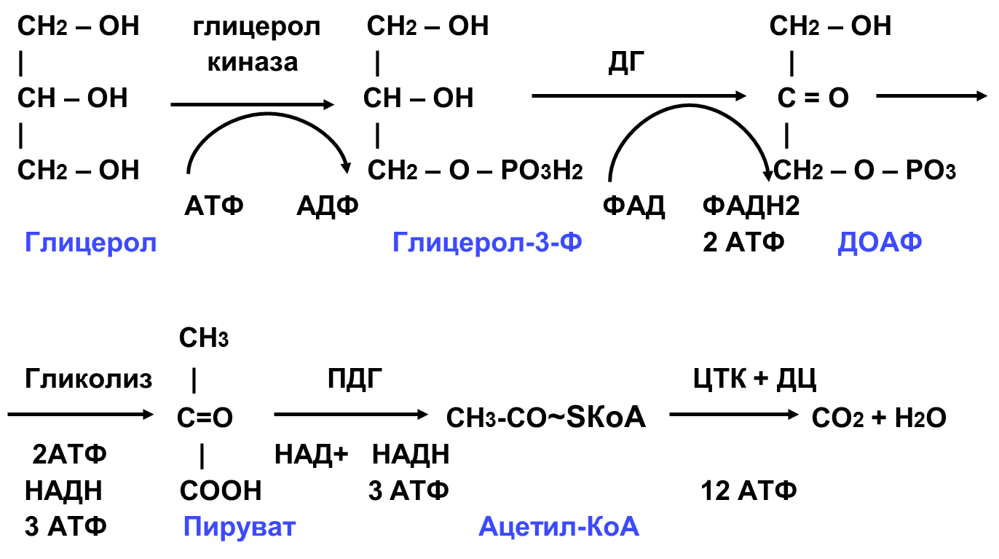 CH2 – OH глицерол CH2 – OH CH2 – OH
| киназа | ДГ |
CH – OH CH – OH C = O
| | |
CH2 – OH CH2 – O – PO3H2 CH2 – O – PO3
АТФ АДФ ФАД ФАДН2
Глицерол Глицерол-3-Ф 2 АТФ ДОАФ
CH3
Гликолиз | ПДГ ЦТК + ДЦ
C=O CH3-CO~SКоА CO2 + H2O
2АТФ | НАД+ НАДН
НАДН COOH 3 АТФ 12 АТФ
3 АТФ Пируват Ацетил-КоА